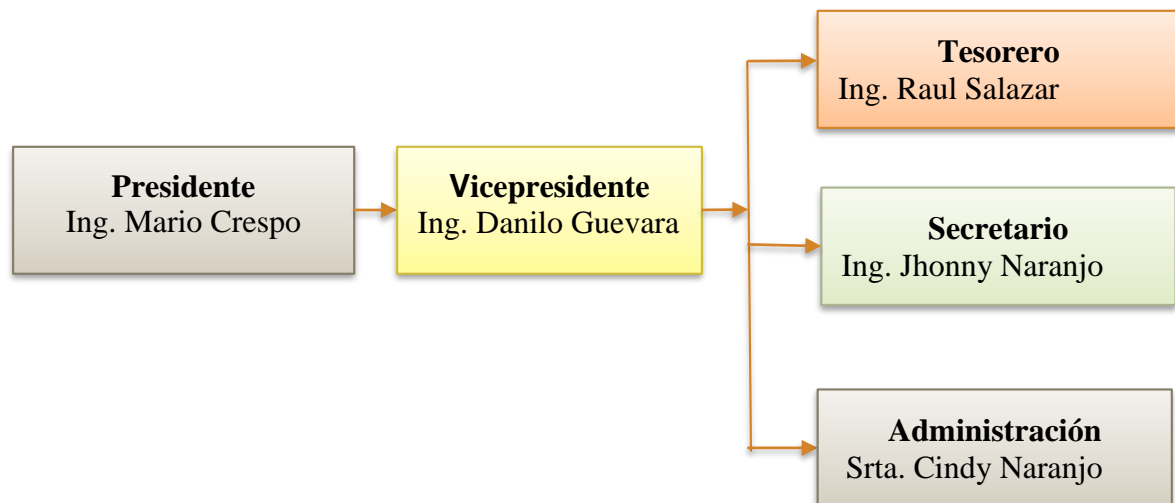 Presidente
Ing. Mario Crespo
Vicepresidente
Ing. Danilo Guevara
Tesorero
Ing. Raul Salazar
Secretario
Ing. Jhonny Naranjo
Administración
Srta. Cindy Naranjo